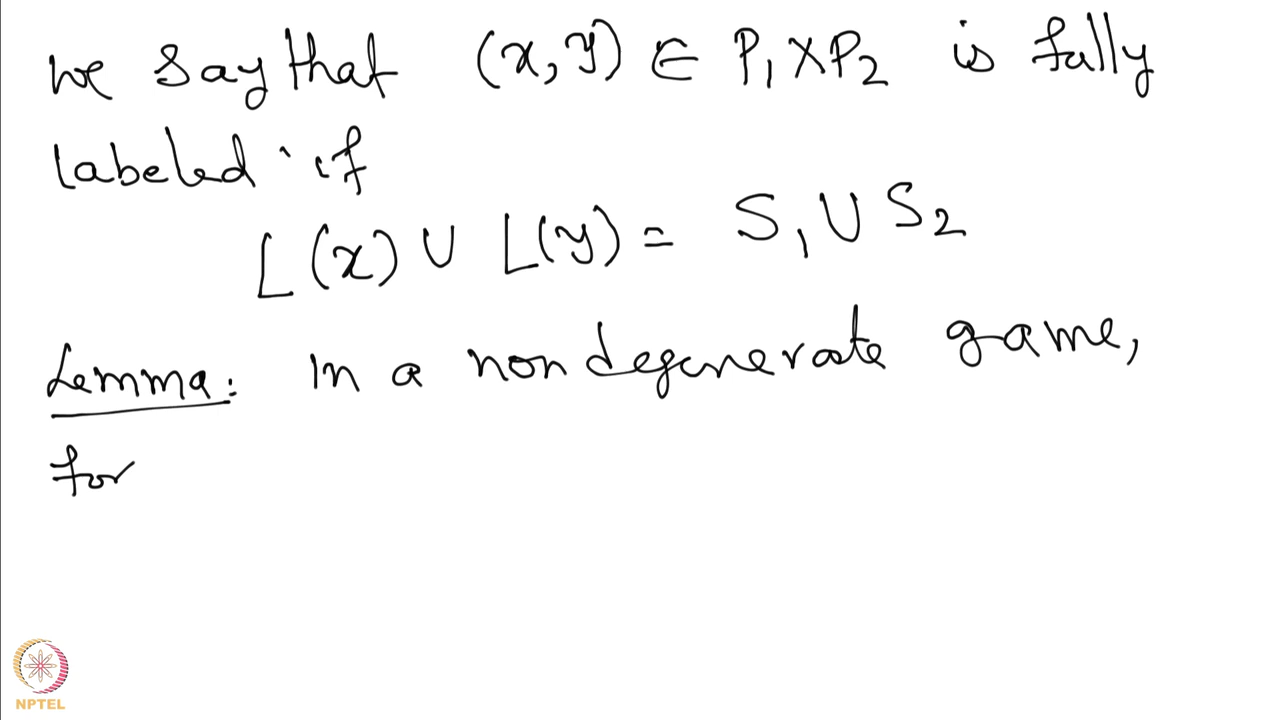 we say that (x, y) ∈ P₁ X P₂ is fully
labeled if
L(x) ∪ L(y) = S₁ ∪ S₂
Lemma: In a nondegenerate game,
for
NPTEL